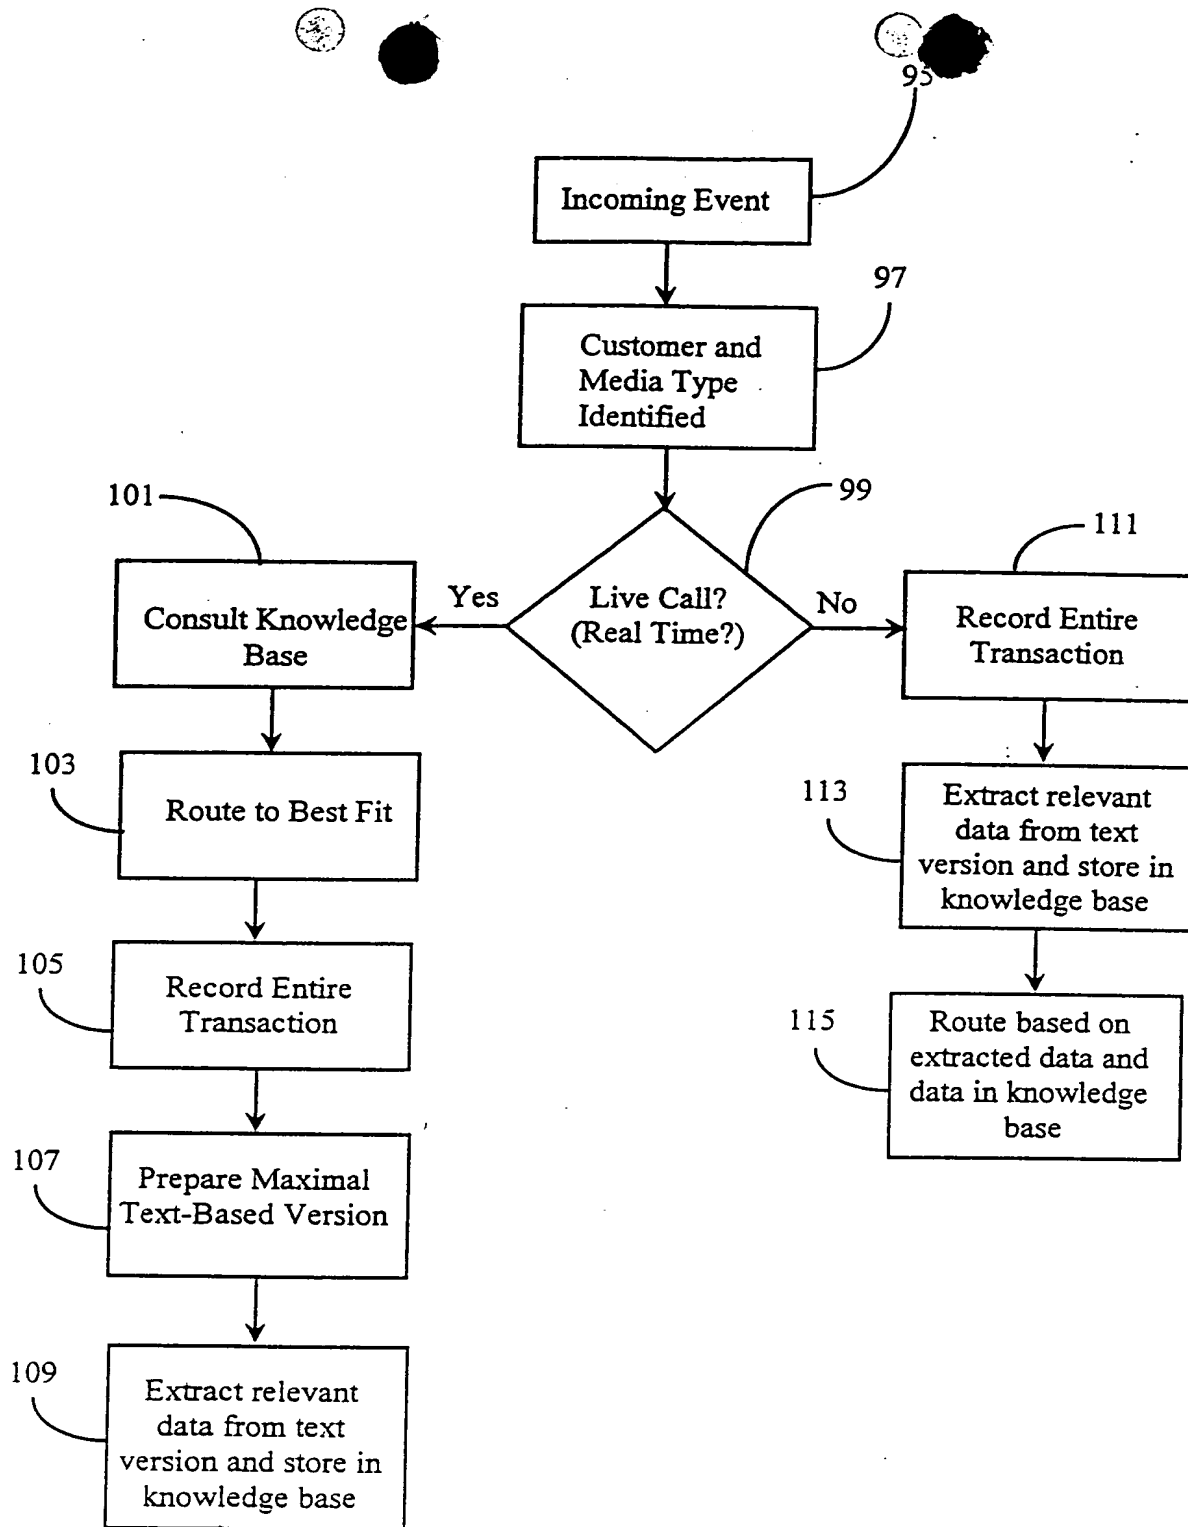 95
Incoming Event
97
Customer and
Media Type
Identified
99
Live Call?
(Real Time?)
Yes
No
101
Consult Knowledge
Base
103
Route to Best Fit
105
Record Entire
Transaction
107
Prepare Maximal
Text-Based Version
109
Extract relevant
data from text
version and store in
knowledge base
111
Record Entire
Transaction
113
Extract relevant
data from text
version and store in
knowledge base
115
Route based on
extracted data and
data in knowledge
base